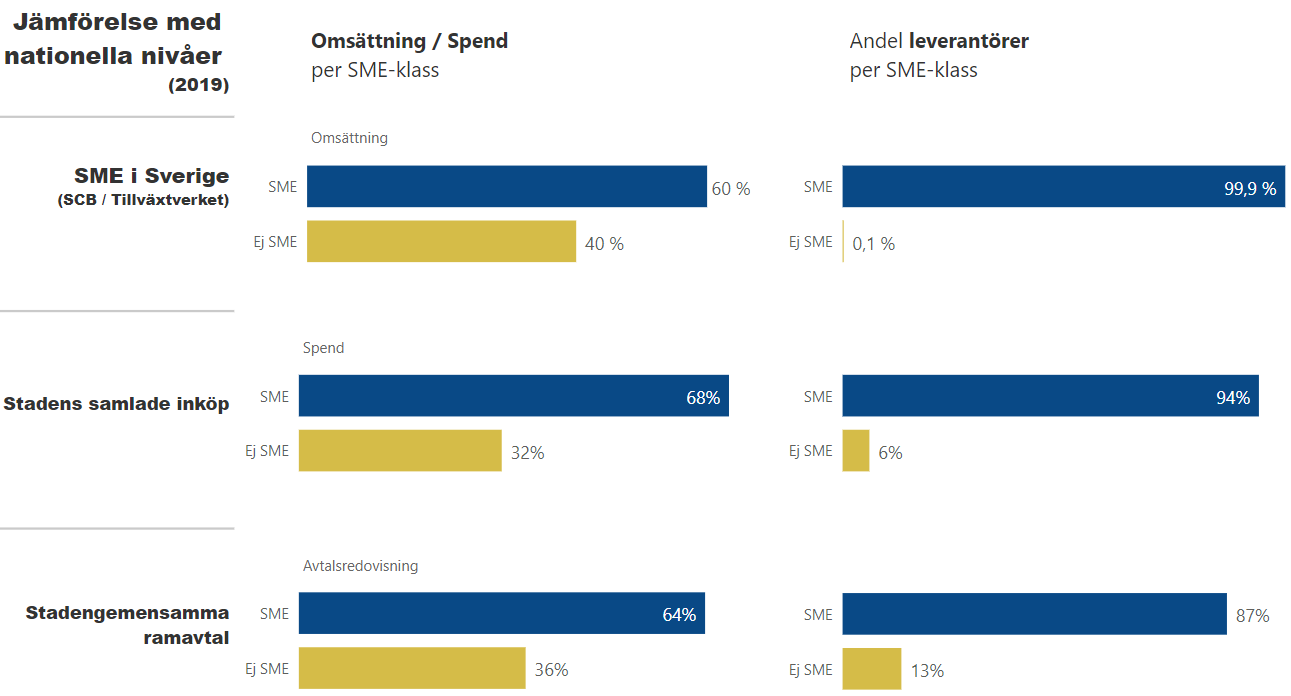 Jämförelse med
nationella nivåer
(2019)
Omsättning / Spend
per SME-klass
Andel leverantörer
per SME-klass
SME i Sverige
(SCB / Tillväxtverket)
Omsättning
SME 60 %
Ej SME 40 %
SME 99,9 %
Ej SME 0,1 %
Stadens samlade inköp
Spend
SME 68%
Ej SME 32%
SME 94%
Ej SME 6%
Stadengemensamma
ramavtal
Avtalsredovisning
SME 64%
Ej SME 36%
SME 87%
Ej SME 13%